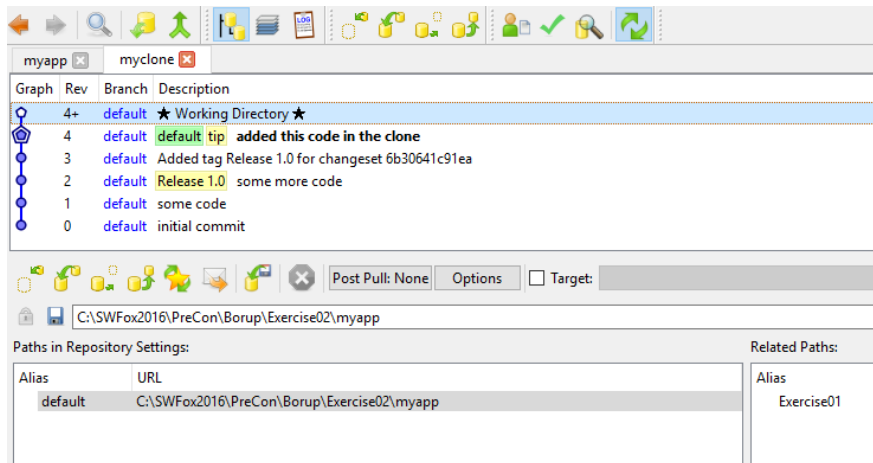 LOG
myapp myclone
Graph Rev Branch Description
4+ default ★ Working Directory ★
4 default default tip added this code in the clone
3 default Added tag Release 1.0 for changeset 6b30641c91ea
2 default Release 1.0 some more code
1 default some code
0 default initial commit
Post Pull: None Options Target:
C:\SWFox2016\PreCon\Borup\Exercise02\myapp
Paths in Repository Settings: Related Paths:
Alias URL Alias
default C:\SWFox2016\PreCon\Borup\Exercise02\myapp Exercise01